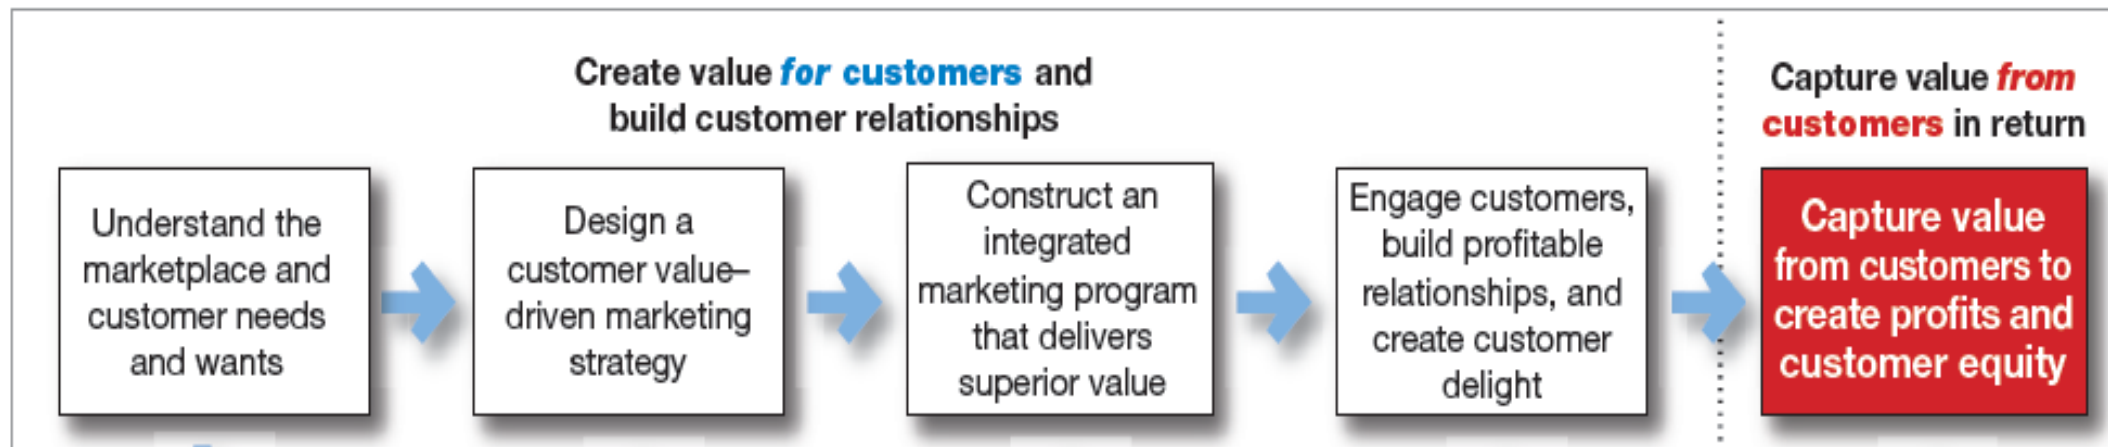 Create value for customers and
build customer relationships
Capture value from
customers in return
Understand the
marketplace and
customer needs
and wants
Design a
customer value–
driven marketing
strategy
Construct an
integrated
marketing program
that delivers
superior value
Engage customers,
build profitable
relationships, and
create customer
delight
Capture value
from customers to
create profits and
customer equity